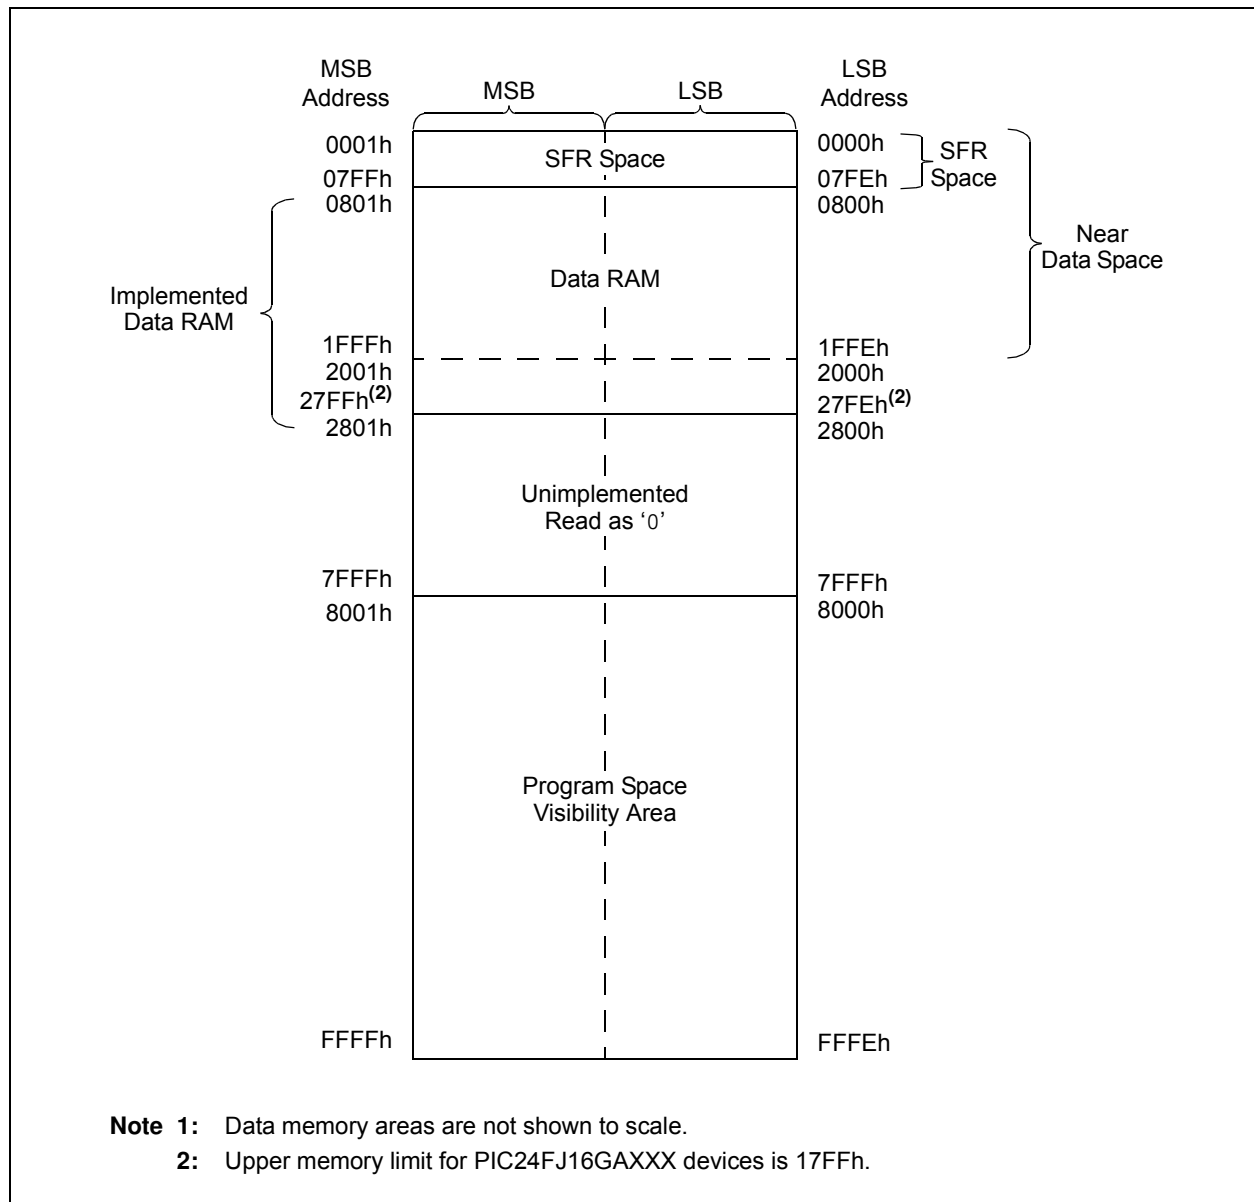 MSB
Address
MSB
LSB
LSB
Address
0001h
SFR Space
0000h
SFR
Space
07FFh
07FEh
0801h
0800h
Near
Data Space
Implemented
Data RAM
Data RAM
1FFFh
1FFEh
2001h
2000h
27FFh(2)
27FEh(2)
2801h
2800h
Unimplemented
Read as ‘0’
7FFFh
7FFFh
8001h
8000h
Program Space
Visibility Area
FFFFh
FFFEh
Note 1: Data memory areas are not shown to scale.
2: Upper memory limit for PIC24FJ16GAXXX devices is 17FFh.